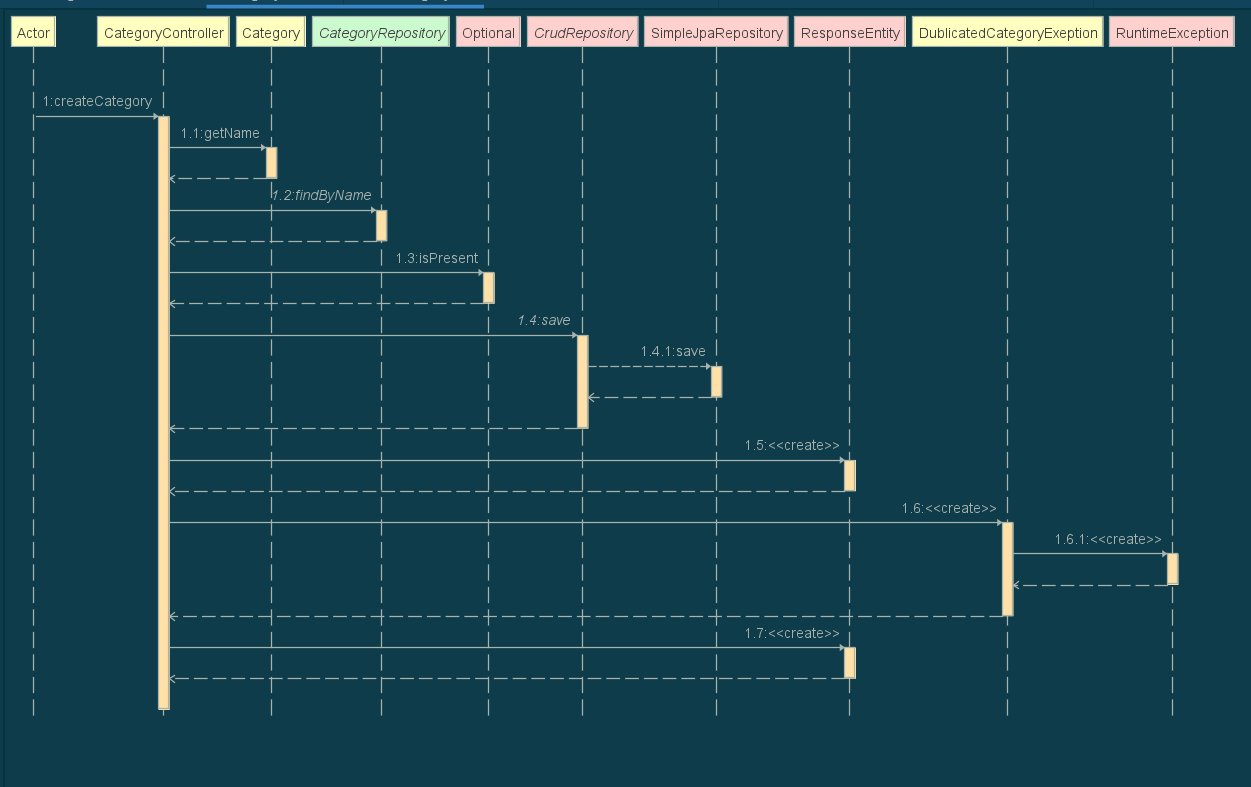 Actor
CategoryController
Category
CategoryRepository
Optional
CrudRepository
SimpleJpaRepository
ResponseEntity
DublicatedCategoryExeption
RuntimeException
1:createCategory
1.1:getName
1.2:findByName
1.3:isPresent
1.4:save
1.4.1:save
1.5:<<create>>
1.6:<<create>>
1.6.1:<<create>>
1.7:<<create>>